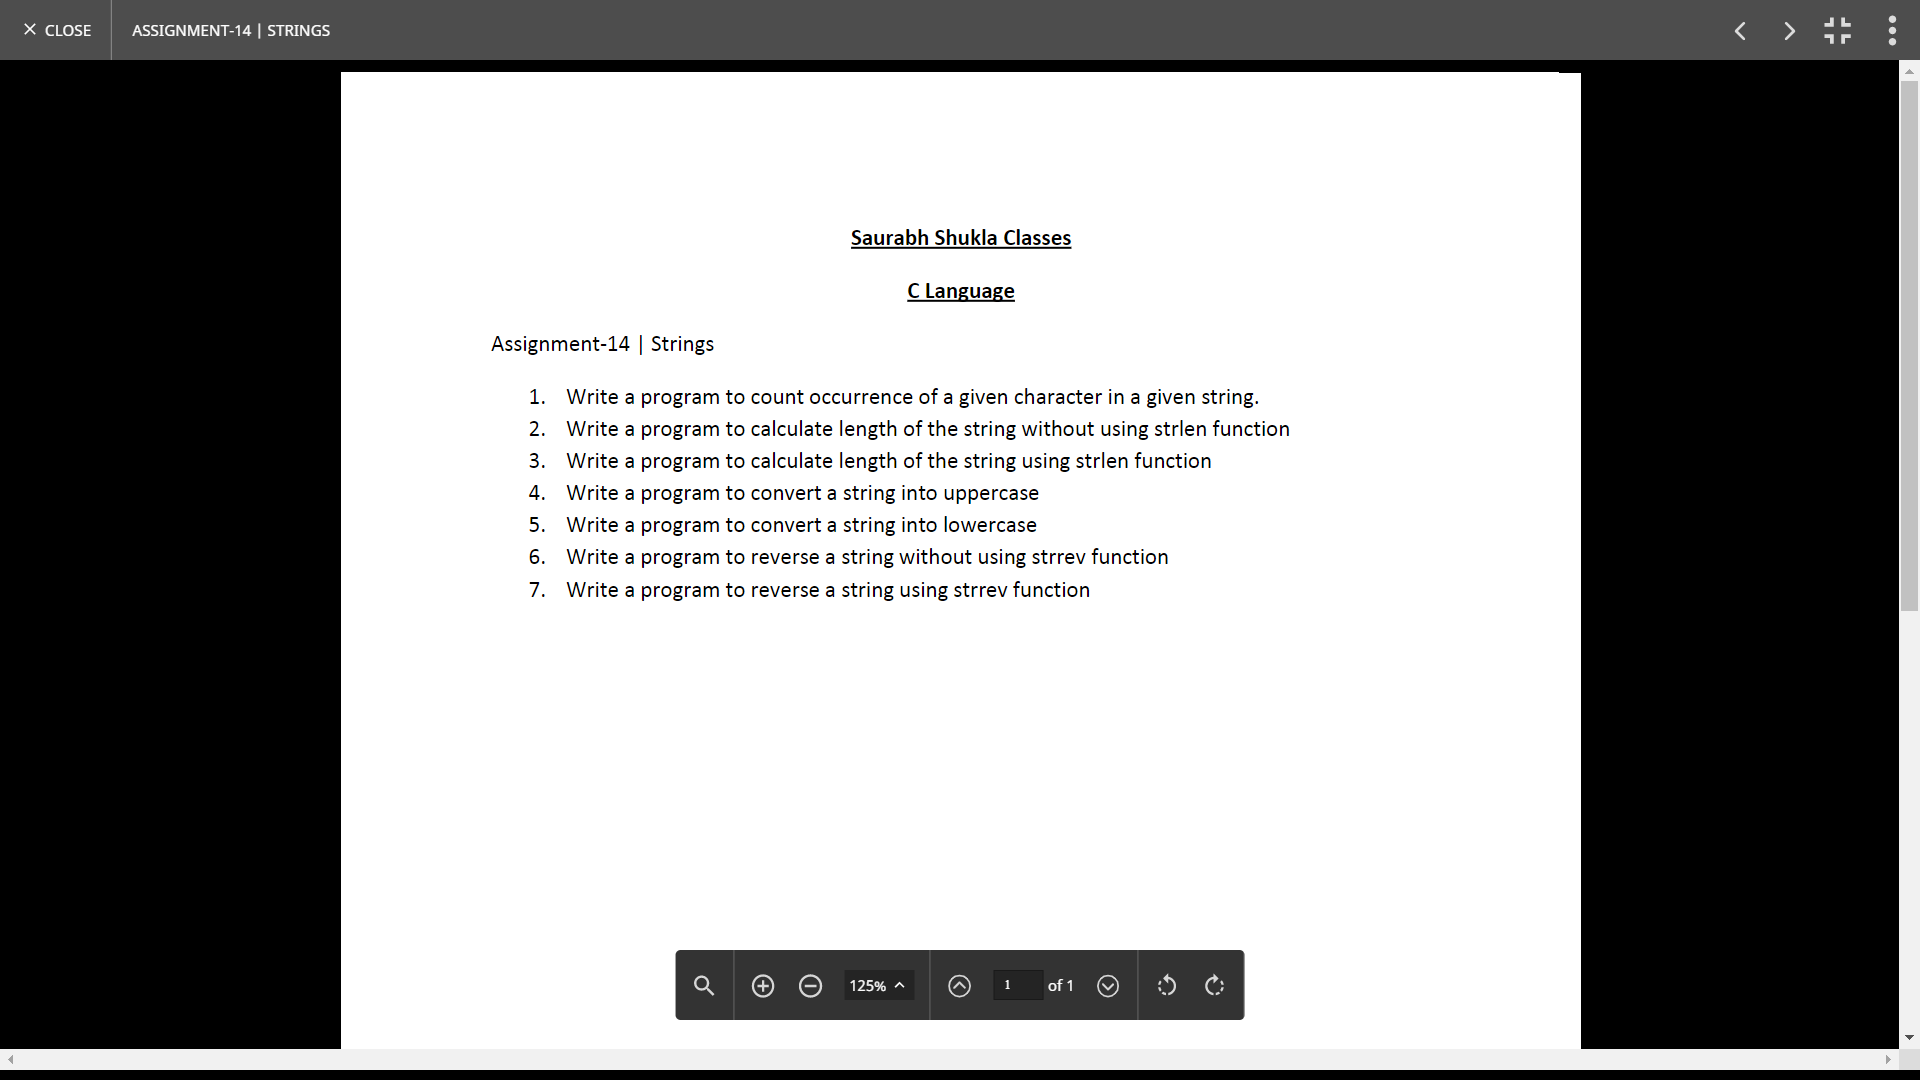 CLOSE
ASSIGNMENT-14 | STRINGS
Saurabh Shukla Classes
C Language
Assignment-14 | Strings
1. Write a program to count occurrence of a given character in a given string.
2. Write a program to calculate length of the string without using strlen function
3. Write a program to calculate length of the string using strlen function
4. Write a program to convert a string into uppercase
5. Write a program to convert a string into lowercase
6. Write a program to reverse a string without using strrev function
7. Write a program to reverse a string using strrev function
125%
1 of 1